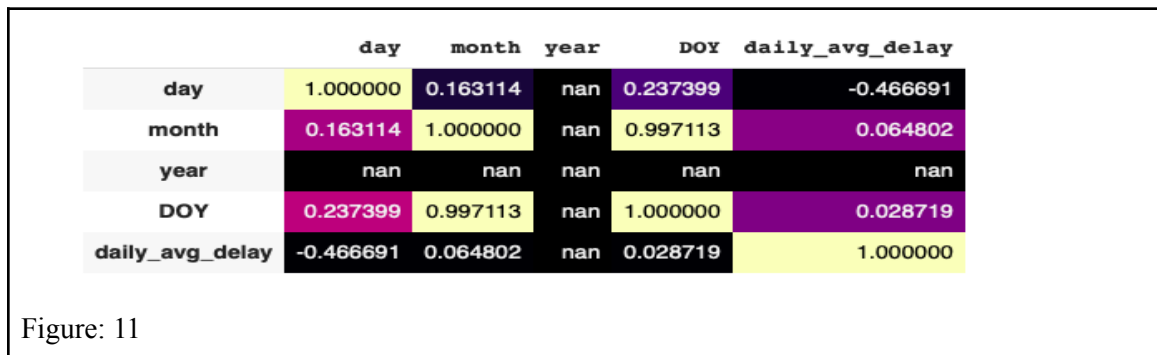 day month year DOY daily_avg_delay
day 1.000000 0.163114 nan 0.237399 -0.466691
month 0.163114 1.000000 nan 0.997113 0.064802
year nan nan nan nan nan
DOY 0.237399 0.997113 nan 1.000000 0.028719
daily_avg_delay -0.466691 0.064802 nan 0.028719 1.000000
Figure: 11